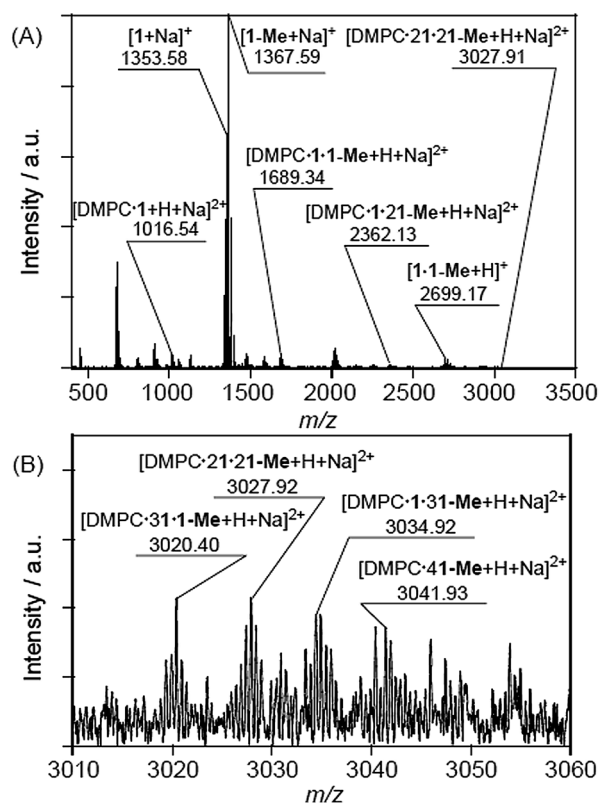 (A)
[1+Na]⁺
1353.58
[1-Me+Na]⁺
1367.59
[DMPC·21·21-Me+H+Na]²⁺
3027.91
[DMPC·1·1-Me+H+Na]²⁺
1689.34
[DMPC·1+H+Na]²⁺
1016.54
[DMPC·1·21-Me+H+Na]²⁺
2362.13
[1·1-Me+H]⁺
2699.17
Intensity / a.u.
500 1000 1500 2000 2500 3000 3500
m/z
(B)
[DMPC·21·21-Me+H+Na]²⁺
3027.92
[DMPC·31·1-Me+H+Na]²⁺
3020.40
[DMPC·1·31-Me+H+Na]²⁺
3034.92
[DMPC·41-Me+H+Na]²⁺
3041.93
Intensity / a.u.
3010 3020 3030 3040 3050 3060
m/z